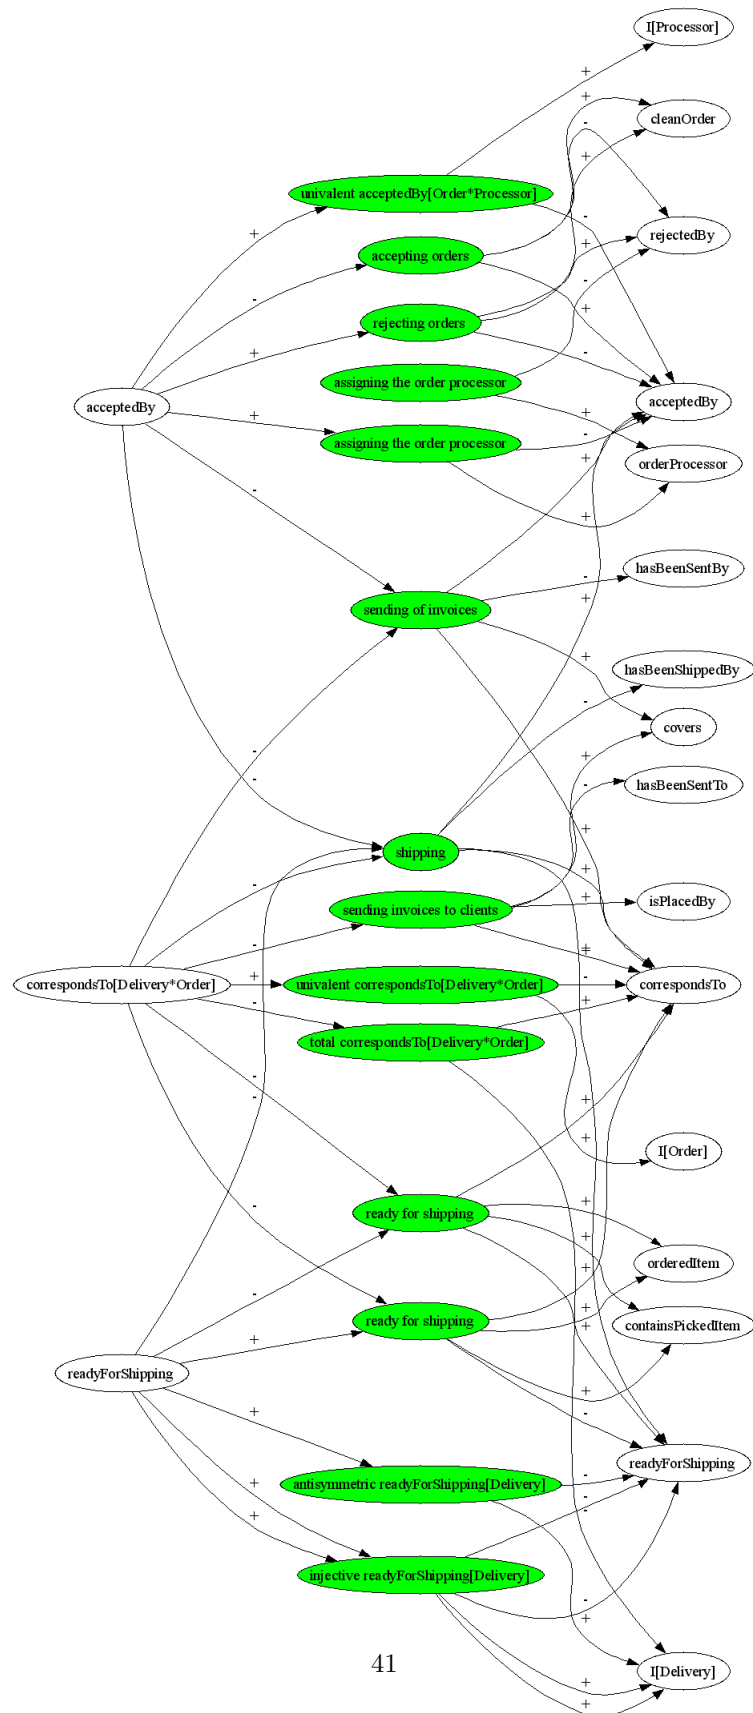 I[Processor]
+
+
cleanOrder
-
+
univalent acceptedBy[Order*Processor]
-
+
rejectedBy
+
accepting orders
-
+
rejecting orders
+
-
assigning the order processor
acceptedBy
acceptedBy
+
+
assigning the order processor
-
+
orderProcessor
-
+
hasBeenSentBy
-
+
sending of invoices
+
hasBeenShippedBy
-
covers
-
+
-
-
hasBeenSentTo
+
shipping
+
-
+
isPlacedBy
sending invoices to clients
-
+
+
correspondsTo[Delivery*Order]
univalent correspondsTo[Delivery*Order]
-
correspondsTo
-
+
total correspondsTo[Delivery*Order]
-
-
+
+
I[Order]
+
-
ready for shipping
+
orderedItem
+
-
+
+
ready for shipping
containsPickedItem
+
+
readyForShipping
+
+
-
readyForShipping
-
+
antisymmetric readyForShipping[Delivery]
-
-
+
injective readyForShipping[Delivery]
-
+
41
I[Delivery]
+
+